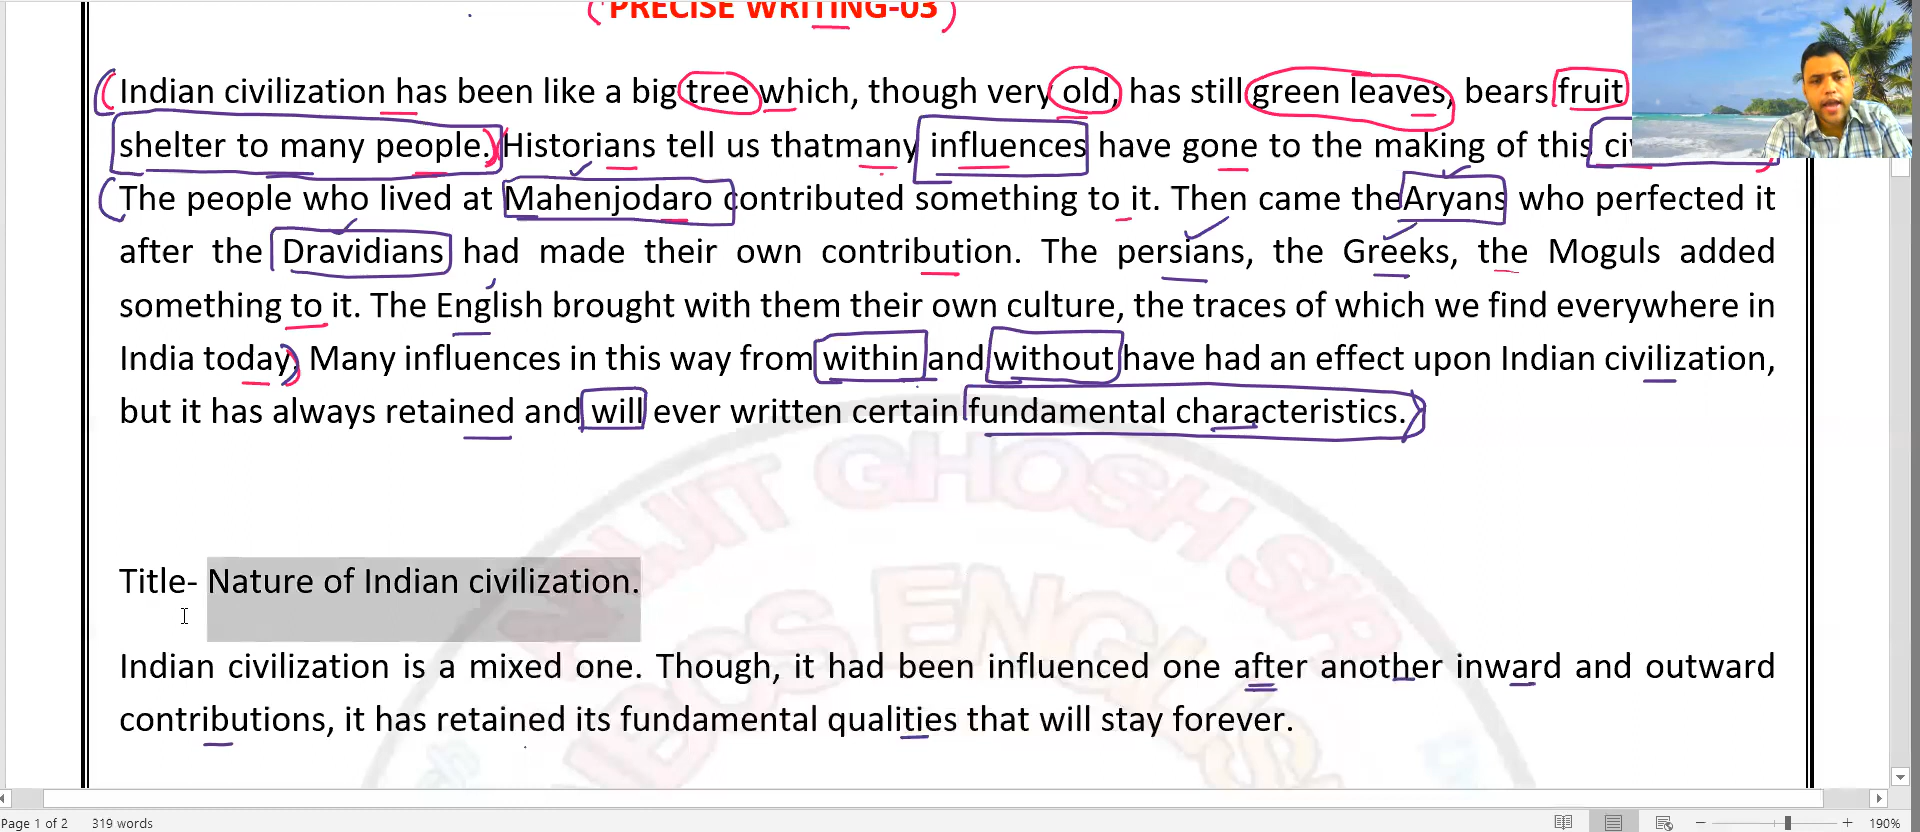 (PRECISE WRITING-03)
(Indian civilization has been like a big tree which, though very old, has still green leaves, bears fruit
shelter to many people.) Historians tell us thatmany influences have gone to the making of this
(The people who lived at Mahenjodaro contributed something to it. Then came theAryans who perfected it
after the Dravidians had made their own contribution. The persians, the Greeks, the Moguls added
something to it. The English brought with them their own culture, the traces of which we find everywhere in
India today) Many influences in this way from within and without have had an effect upon Indian civilization,
but it has always retained and will ever written certain fundamental characteristics.)
Title- Nature of Indian civilization.
Indian civilization is a mixed one. Though, it had been influenced one after another inward and outward
contributions, it has retained its fundamental qualities that will stay forever.
GHOSH SIR
ENGLISH
Page 1 of 2 319 words 190%